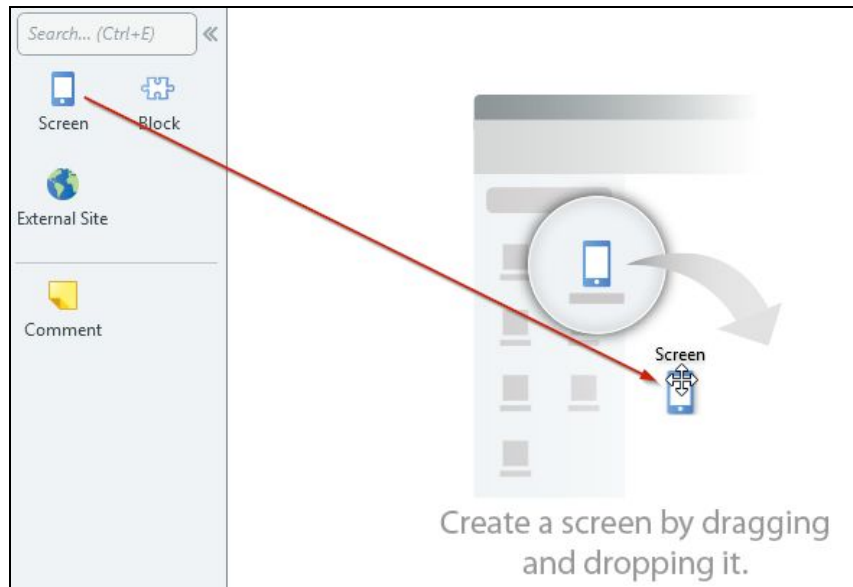 Search... (Ctrl+E)
Screen
Block
External Site
Comment
Screen
Create a screen by dragging
and dropping it.